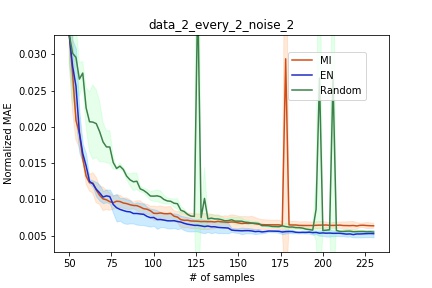 data_2_every_2_noise_2
Normalized MAE
0.030
0.025
0.020
0.015
0.010
0.005
MI
EN
Random
50 75 100 125 150 175 200 225
# of samples